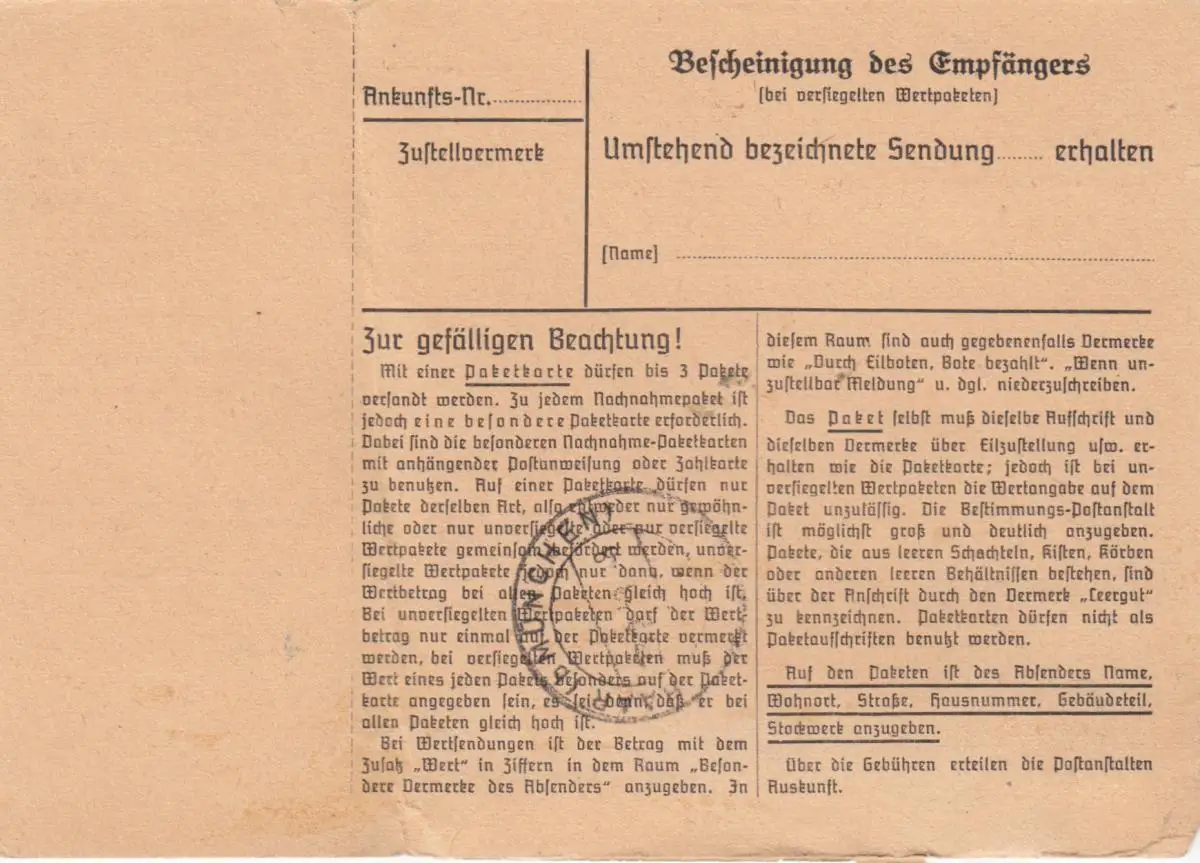 Ankunfts-Nr.
Zustellvermerk
Bescheinigung des Empfängers
(bei versiegelten Wertpaketen)
Umstehend bezeichnete Sendung........ erhalten
(Name)
Zur gefälligen Beachtung!
Mit einer Paketkarte dürfen bis 3 Pakete
versandt werden. Zu jedem Nachnahmepaket ist
jedoch eine besondere Paketkarte erforderlich.
Dabei sind die besonderen Nachnahme-Paketkarten
mit anhängender Postanweisung oder Zahlkarte
zu benutzen. Auf einer Paketkarte dürfen nur
Pakete derselben Art, also entweder nur gewöhn-
liche oder nur unversiegelte oder nur versiegelte
Wertpakete gemeinsam befördert werden, unver-
siegelte Wertpakete jedoch nur dann, wenn der
Wertbetrag bei allen Paketen gleich hoch ist.
Bei unversiegelten Wertpaketen darf der Wert-
betrag nur einmal auf der Paketkarte vermerkt
werden, bei versiegelten Wertpaketen muß der
Wert eines jeden Pakets besonders auf der Paket-
karte angegeben sein, es sei denn, daß er bei
allen Paketen gleich hoch ist.
Bei Wertsendungen ist der Betrag mit dem
Zusatz „Wert“ in Ziffern in dem Raum „Beson-
dere Vermerke des Absenders“ anzugeben. In
diesem Raum sind auch gegebenenfalls Vermerke
wie „Durch Eilboten, Bote bezahlt“. „Wenn un-
zustellbar Meldung“ u. dgl. niederzuschreiben.
Das Paket selbst muß dieselbe Aufschrift und
dieselben Vermerke über Eilzustellung usw. er-
halten wie die Paketkarte; jedoch ist bei un-
versiegelten Wertpaketen die Wertangabe auf dem
Paket unzulässig. Die Bestimmungs-Postanstalt
ist möglichst groß und deutlich anzugeben.
Pakete, die aus leeren Schachteln, Kisten, Körben
oder anderen leeren Behältnissen bestehen, sind
über der Anschrift durch den Vermerk „Leergut“
zu kennzeichnen. Paketkarten dürfen nicht als
Paketaufschriften benutzt werden.
Auf den Paketen ist des Absenders Name,
Wohnort, Straße, Hausnummer, Gebäudeteil,
Stockwerk anzugeben.
Über die Gebühren erteilen die Postanstalten
Auskunft.
HAAR (B MÜNCHEN)